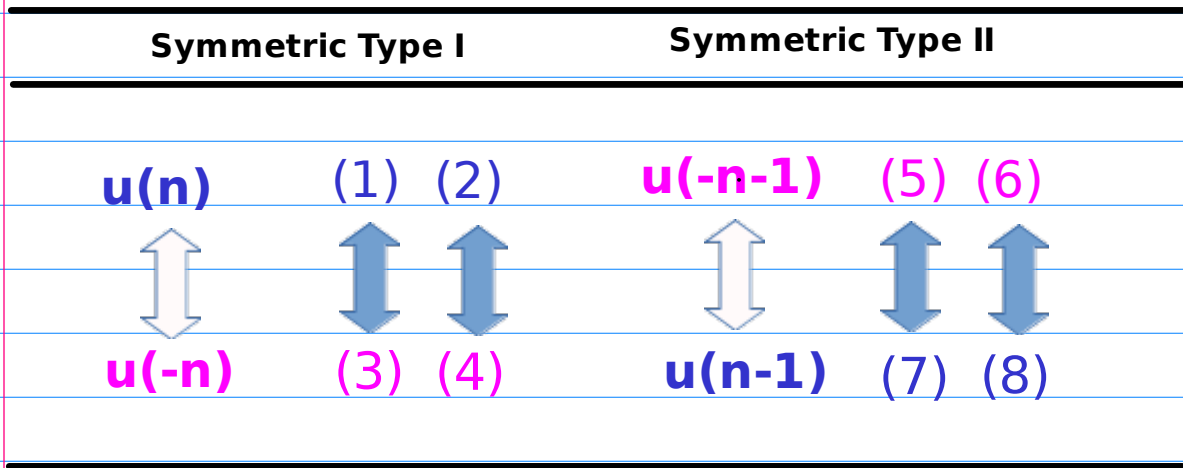 Symmetric Type I Symmetric Type II
u(n) (1) (2) u(-n-1) (5) (6)
u(-n) (3) (4) u(n-1) (7) (8)